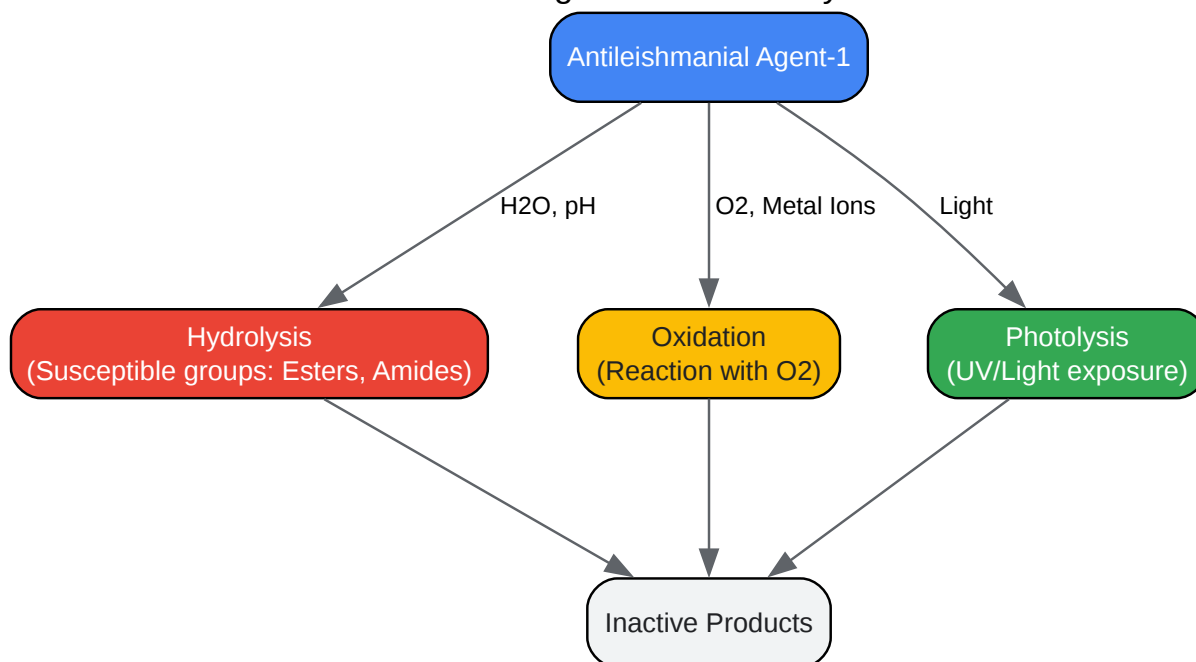 Antileishmanial Agent-1
H2O, pH
O2, Metal Ions
Light
Hydrolysis
(Susceptible groups: Esters, Amides)
Oxidation
(Reaction with O2)
Photolysis
(UV/Light exposure)
Inactive Products